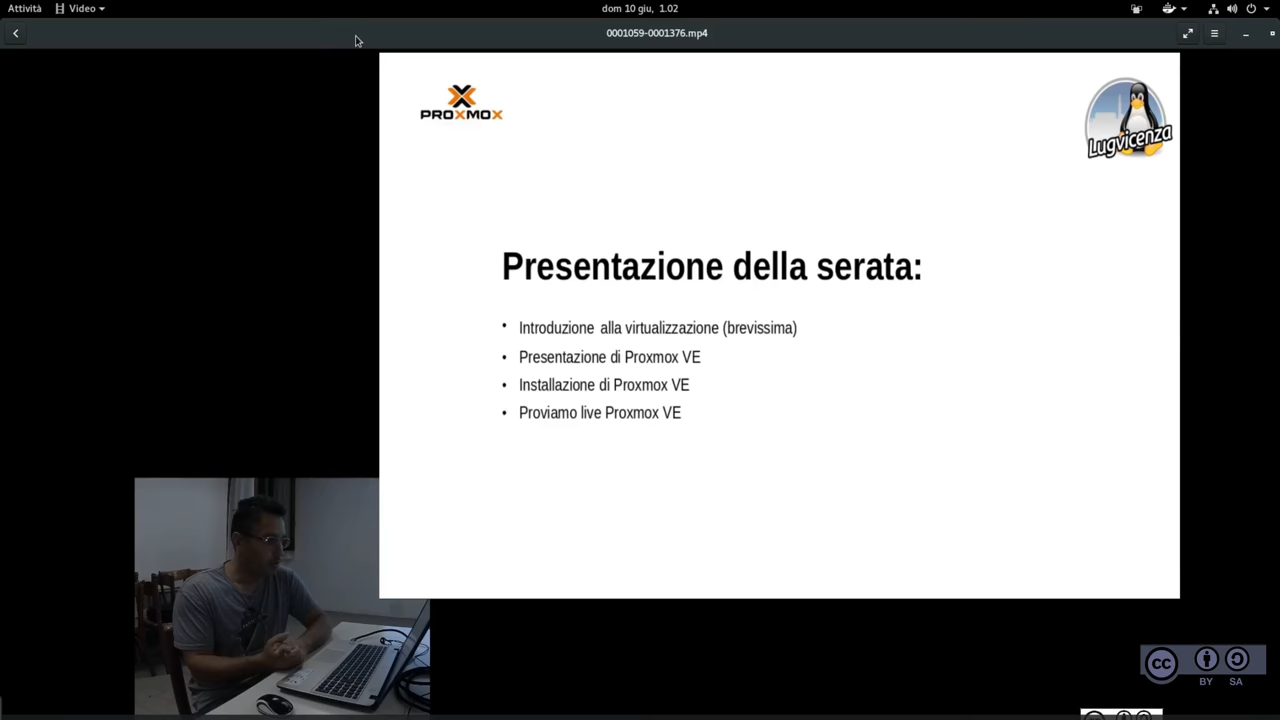 Attività
Video
dom 10 giu, 1.02
0001059-0001376.mp4
PROXMOX
Lugvicenza
Presentazione della serata:
• Introduzione alla virtualizzazione (brevissima)
• Presentazione di Proxmox VE
• Installazione di Proxmox VE
• Proviamo live Proxmox VE
cc
BY SA